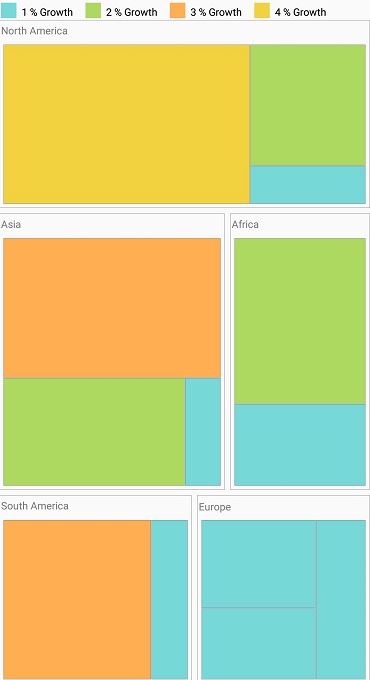 1 % Growth 2 % Growth 3 % Growth 4 % Growth
North America
Asia
Africa
South America
Europe